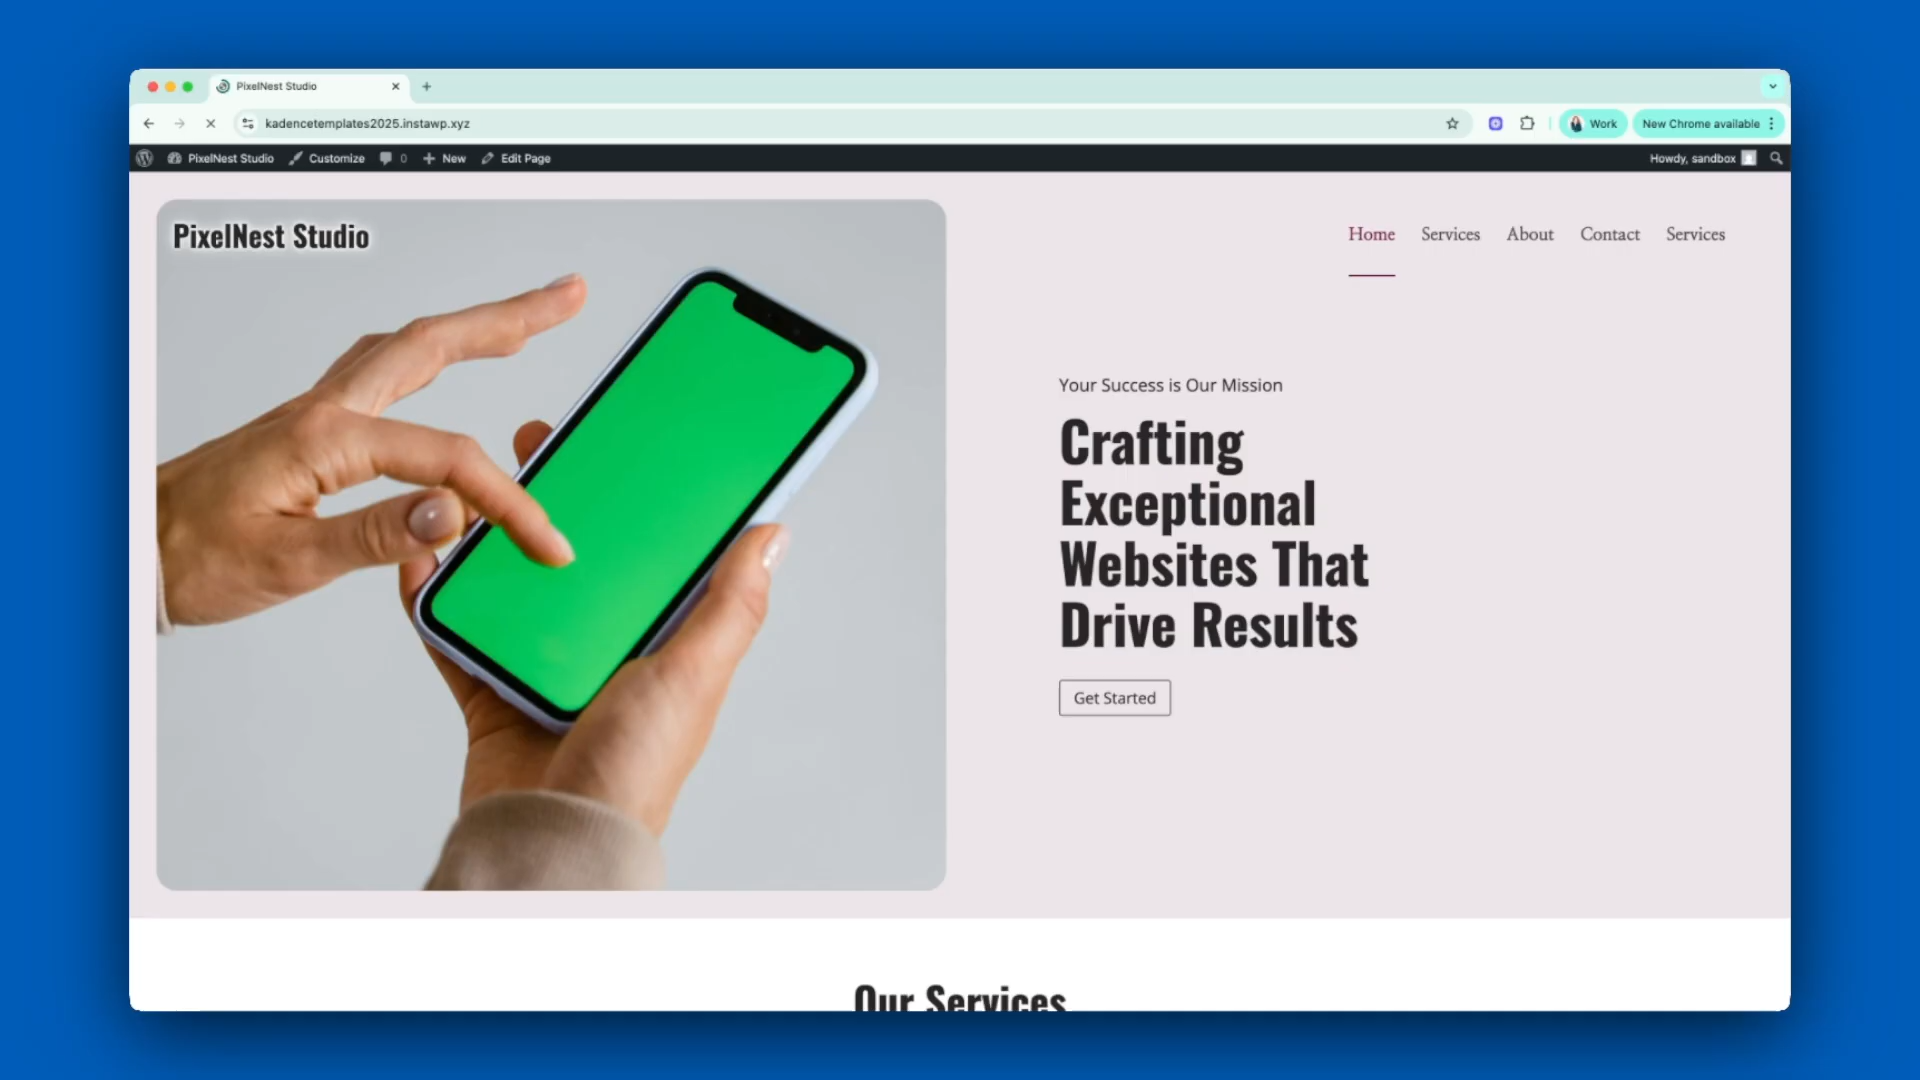 PixelNest Studio
kadencetemplates2025.instawp.xyz
Work
New Chrome available
PixelNest Studio
Customize
0
New
Edit Page
Howdy, sandbox
PixelNest Studio
Home
Services
About
Contact
Services
Your Success is Our Mission
Crafting
Exceptional
Websites That
Drive Results
Get Started
Our Services